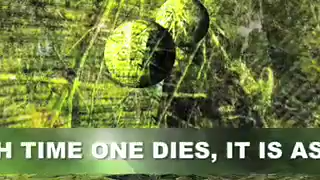 H TIME ONE DIES, IT IS AS